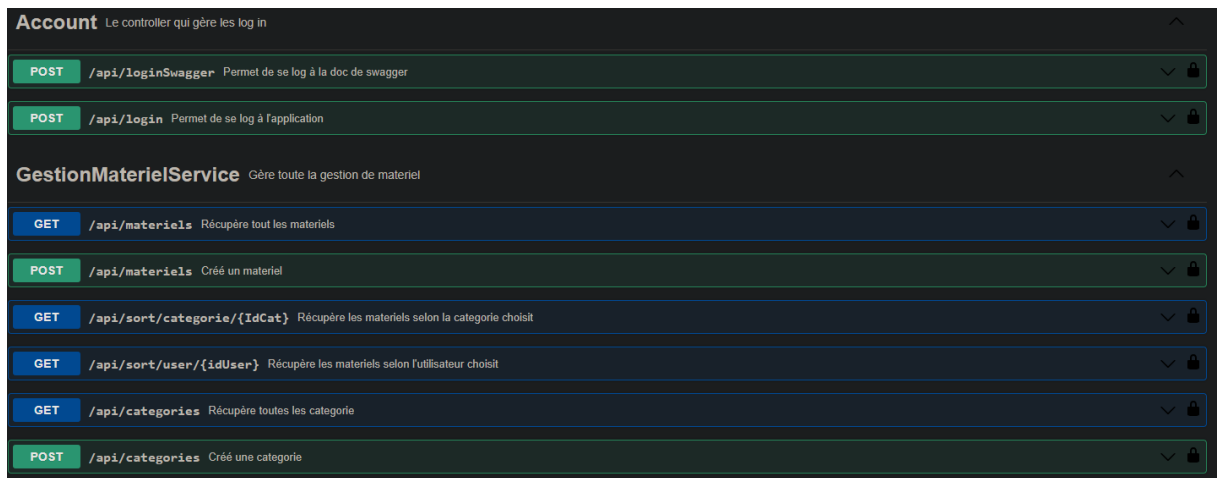 Account Le controller qui gère les log in
POST /api/loginSwagger Permet de se log à la doc de swagger
POST /api/login Permet de se log à l'application
GestionMaterielService Gère toute la gestion de materiel
GET /api/materiels Récupère tout les materiels
POST /api/materiels Créé un materiel
GET /api/sort/categorie/{IdCat} Récupère les materiels selon la categorie choisit
GET /api/sort/user/{idUser} Récupère les materiels selon l'utilisateur choisit
GET /api/categories Récupère toutes les categorie
POST /api/categories Créé une categorie